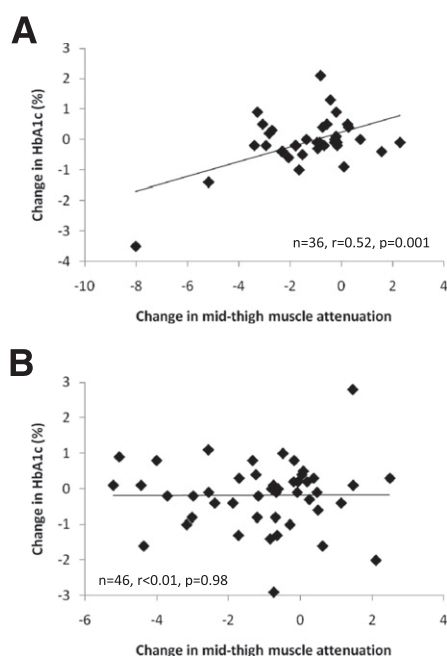 A
3
2
1
0
-1
-2
-3
-4
Change in HbA1c (%)
n=36, r=0.52, p=0.001
-10 -8 -6 -4 -2 0 2 4
Change in mid-thigh muscle attenuation
B
3
2
1
0
-1
-2
-3
Change in HbA1c (%)
n=46, r<0.01, p=0.98
-6 -4 -2 0 2 4
Change in mid-thigh muscle attenuation